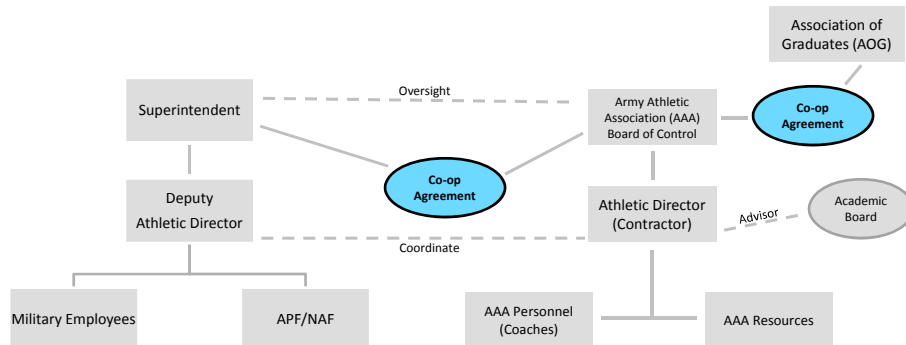 Association of
Graduates (AOG)
Oversight
Superintendent
Army Athletic
Association (AAA)
Board of Control
Co-op
Agreement
Co-op
Agreement
Deputy
Athletic Director
Athletic Director
(Contractor)
Advisor
Academic
Board
Coordinate
Military Employees
APF/NAF
AAA Personnel
(Coaches)
AAA Resources